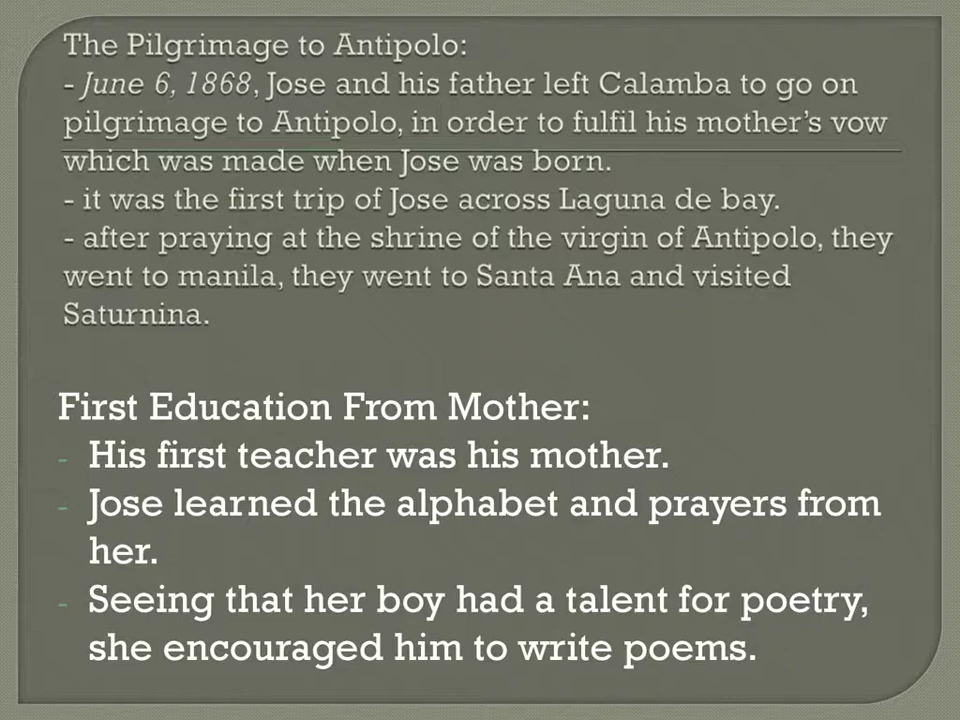 The Pilgrimage to Antipolo:
- June 6, 1868, Jose and his father left Calamba to go on
pilgrimage to Antipolo, in order to fulfil his mother's vow
which was made when Jose was born.
- it was the first trip of Jose across Laguna de bay.
- after praying at the shrine of the virgin of Antipolo, they
went to manila, they went to Santa Ana and visited
Saturnina.
First Education From Mother:
- His first teacher was his mother.
- Jose learned the alphabet and prayers from
her.
- Seeing that her boy had a talent for poetry,
she encouraged him to write poems.